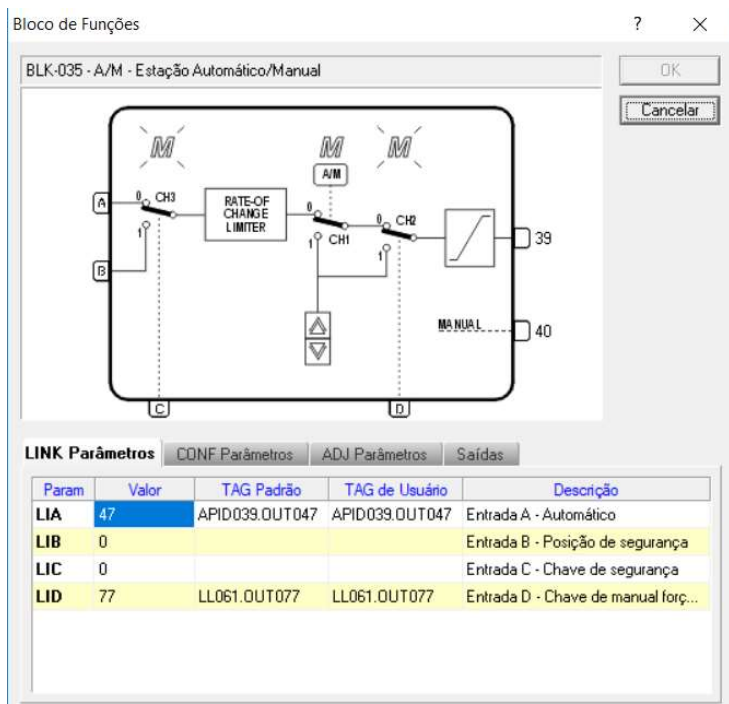 Bloco de Funções ? ×
BLK-035 - A/M - Estação Automático/Manual
OK
Cancelar
M M M
A/M
A 0 CH3 RATE-OF 0 0 CH2
CHANGE
LIMITER
1 1 CH1 1 39
B
MANUAL 40
C D
LINK Parâmetros CONF Parâmetros ADJ Parâmetros Saídas
Param Valor TAG Padrão TAG de Usuário Descrição
LIA 47 APID039.OUT047 APID039.OUT047 Entrada A - Automático
LIB 0 Entrada B - Posição de segurança
LIC 0 Entrada C - Chave de segurança
LID 77 LL061.OUT077 LL061.OUT077 Entrada D - Chave de manual forç...